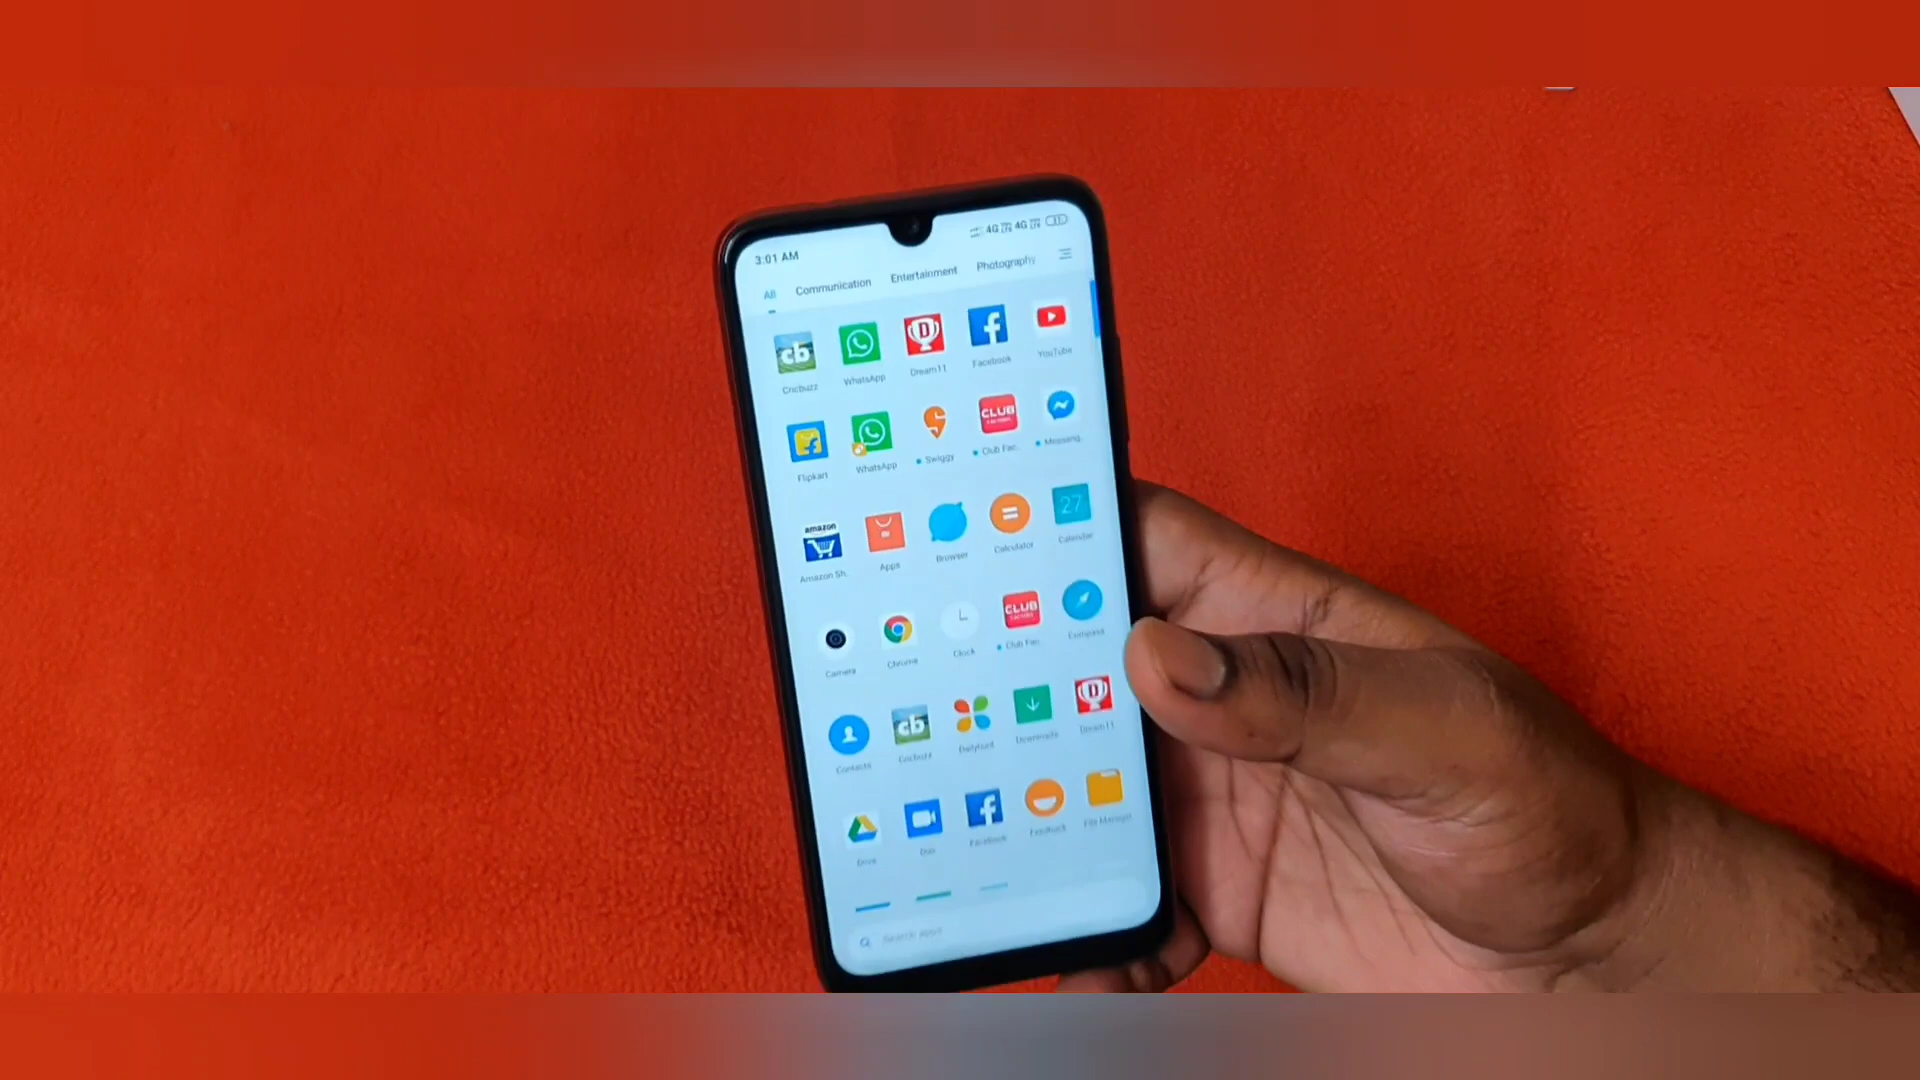 3:01 AM 4G 4G 31
All Communication Entertainment Photography
cb D f
Cricbuzz WhatsApp Dream11 Facebook YouTube
f CLUB
Flipkart WhatsApp Swiggy Club Fac.. Messeng..
amazon 27
Amazon Sh.. Apps Browser Calculator Calendar
CLUB
Camera Chrome Clock Club Fac.. Compass
cb D
Contacts Cricbuzz Dailyhunt Downloads Dream11
f
Drive Duo Facebook Feedback File Manager
Search apps